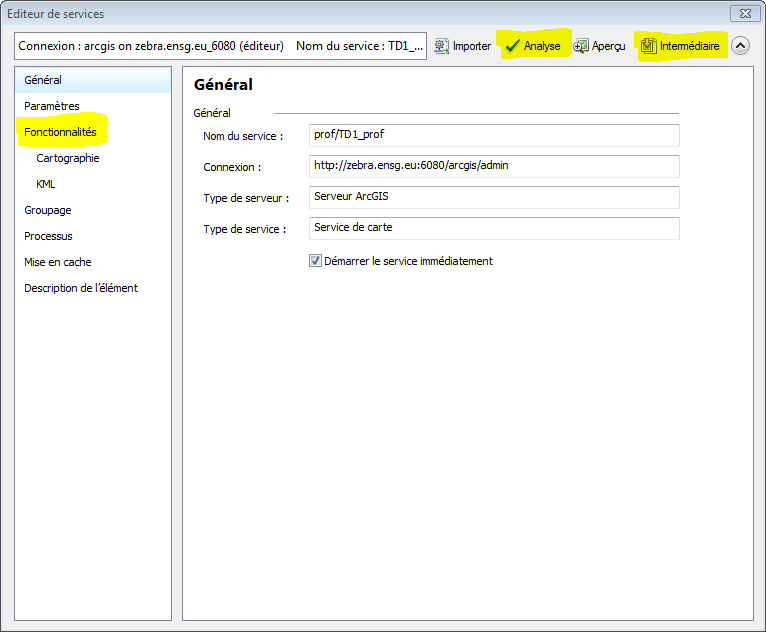 Editeur de services
Connexion : arcgis on zebra.ensg.eu_6080 (éditeur) Nom du service : TD1_...
Importer
Analyse
Aperçu
Intermédiaire
Général
Paramètres
Fonctionnalités
Cartographie
KML
Groupage
Processus
Mise en cache
Description de l'élément
Général
Général
Nom du service : prof/TD1_prof
Connexion : http://zebra.ensg.eu:6080/arcgis/admin
Type de serveur : Serveur ArcGIS
Type de service : Service de carte
Démarrer le service immédiatement